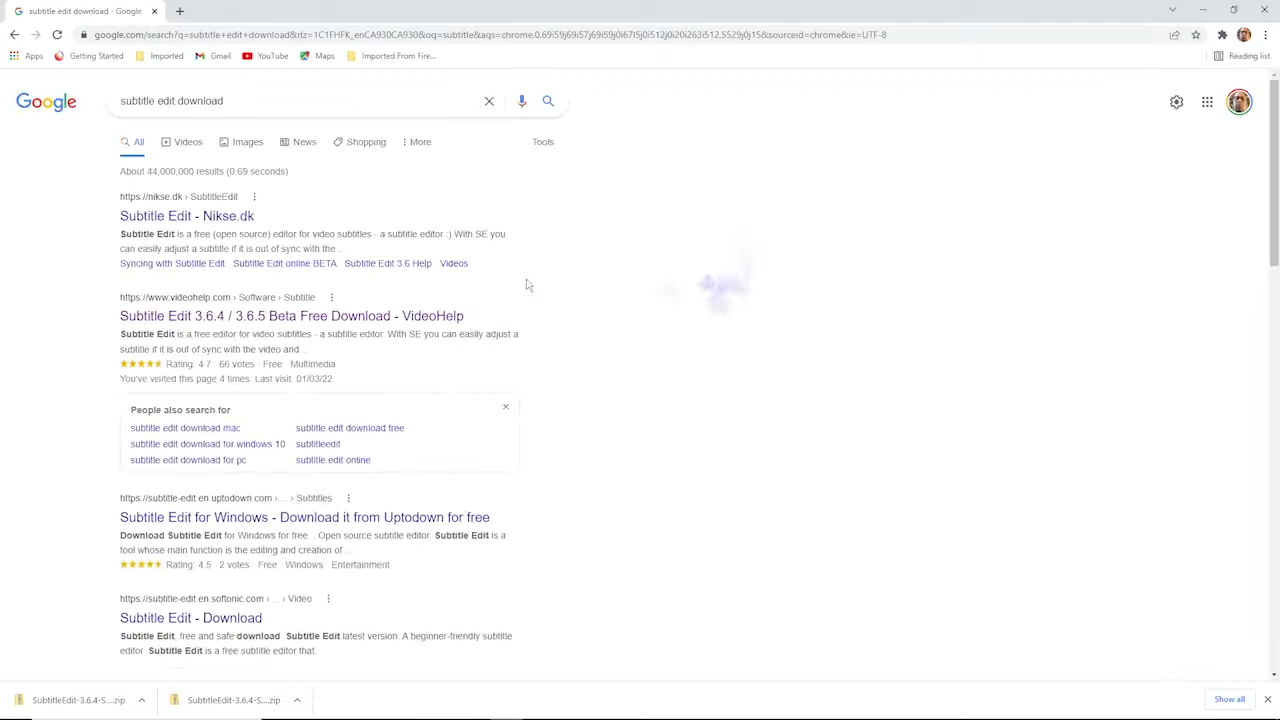 subtitle edit download - Google
google.com/search?q=subtitle+edit+download&rlz=1C1FHFK_enCA930CA930&oq=subtitle&aqs=chrome.0.69i59j69i57j69i59j0i67l5j0i512j0i20i263i512.5529j0j15&sourceid=chrome&ie=UTF-8
Apps Getting Started Imported Gmail YouTube Maps Imported From Fire... Reading list
Google
subtitle edit download
All Videos Images News Shopping More Tools
About 44,000,000 results (0.69 seconds)
https://nikse.dk › SubtitleEdit
Subtitle Edit - Nikse.dk
Subtitle Edit is a free (open source) editor for video subtitles - a subtitle editor :) With SE you
can easily adjust a subtitle if it is out of sync with the ...
Syncing with Subtitle Edit Subtitle Edit online BETA Subtitle Edit 3.6 Help Videos
https://www.videohelp.com › Software › Subtitle
Subtitle Edit 3.6.4 / 3.6.5 Beta Free Download - VideoHelp
Subtitle Edit is a free editor for video subtitles - a subtitle editor. With SE you can easily adjust a
subtitle if it is out of sync with the video and...
Rating: 4.7 · 66 votes · Free · Multimedia
You've visited this page 4 times. Last visit: 01/03/22
People also search for
subtitle edit download mac subtitle edit download free
subtitle edit download for windows 10 subtitleedit
subtitle edit download for pc subtitle edit online
https://subtitle-edit.en.uptodown.com › ... › Subtitles
Subtitle Edit for Windows - Download it from Uptodown for free
Download Subtitle Edit for Windows for free. Open source subtitle editor. Subtitle Edit is a
tool whose main function is the editing and creation of ...
Rating: 4.5 · 2 votes · Free · Windows · Entertainment
https://subtitle-edit.en.softonic.com › ... › Video
Subtitle Edit - Download
Subtitle Edit, free and safe download. Subtitle Edit latest version: A beginner-friendly subtitle
editor. Subtitle Edit is a free subtitle editor that.
SubtitleEdit-3.6.4-S....zip SubtitleEdit-3.6.4-S....zip Show all